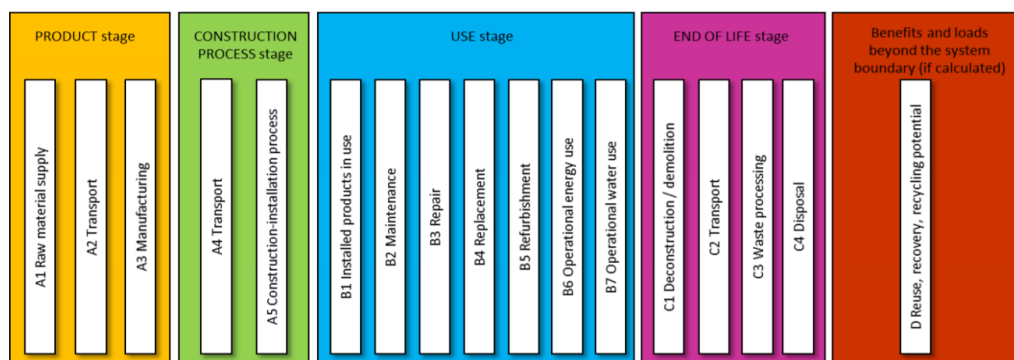 PRODUCT stage
A1 Raw material supply
A2 Transport
A3 Manufacturing
CONSTRUCTION
PROCESS stage
A4 Transport
A5 Construction-installation process
USE stage
B1 Installed products in use
B2 Maintenance
B3 Repair
B4 Replacement
B5 Refurbishment
B6 Operational energy use
B7 Operational water use
END OF LIFE stage
C1 Deconstruction / demolition
C2 Transport
C3 Waste processing
C4 Disposal
Benefits and loads
beyond the system
boundary (if calculated)
D Reuse, recovery, recycling potential